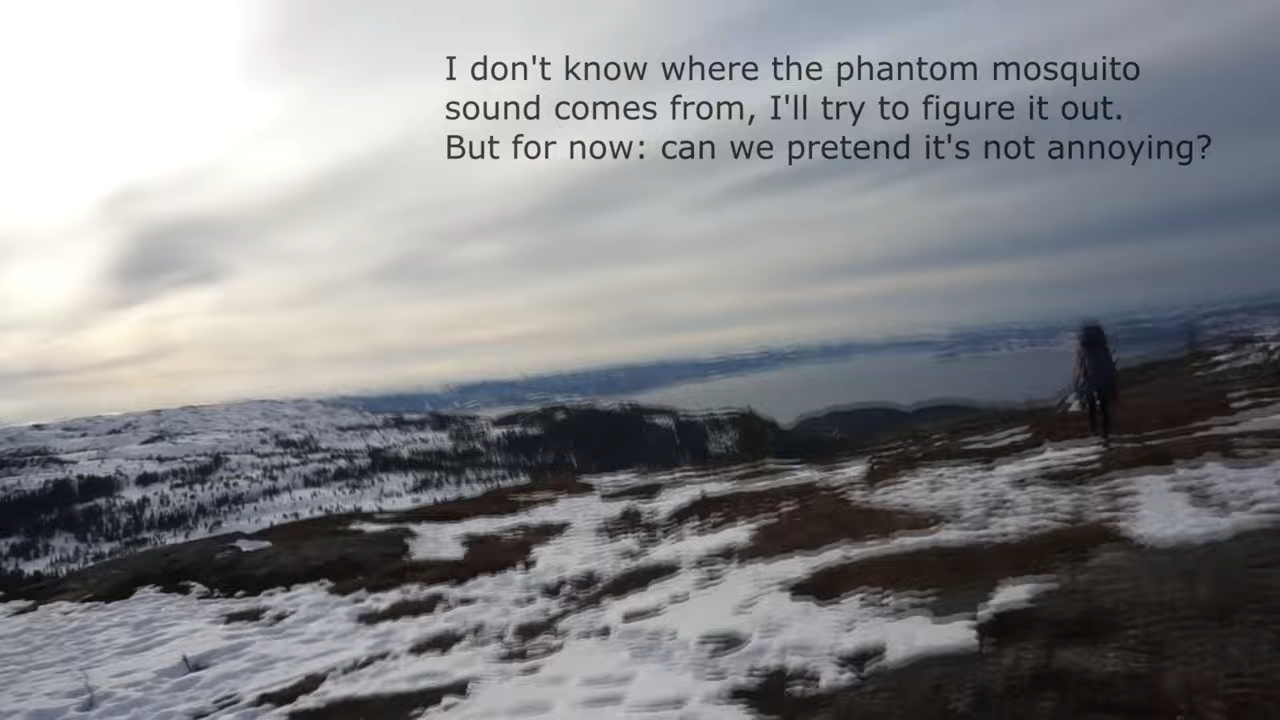 I don't know where the phantom mosquito
sound comes from, I'll try to figure it out.
But for now: can we pretend it's not annoying?